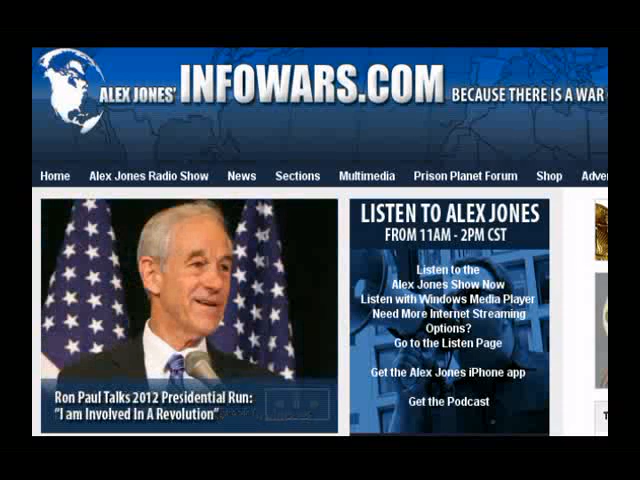 ALEX JONES' INFOWARS.COM BECAUSE THERE IS A WAR
Home Alex Jones Radio Show News Sections Multimedia Prison Planet Forum Shop Adver
LISTEN TO ALEX JONES
FROM 11AM - 2PM CST
Listen to the
Alex Jones Show Now
Listen with Windows Media Player
Need More Internet Streaming
Options?
Go to the Listen Page
Get the Alex Jones iPhone app
Get the Podcast
Ron Paul Talks 2012 Presidential Run:
"I am Involved In A Revolution"